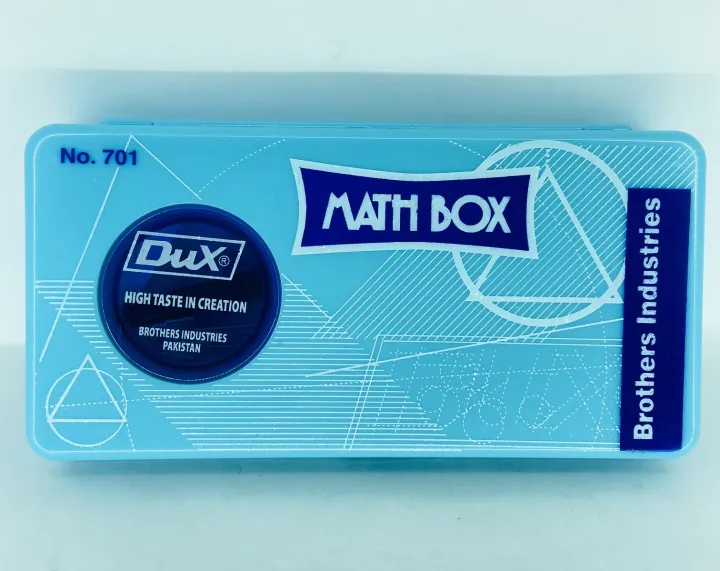 No. 701
MATH BOX
DUX®
HIGH TASTE IN CREATION
BROTHERS INDUSTRIES
PAKISTAN
Brothers Industries